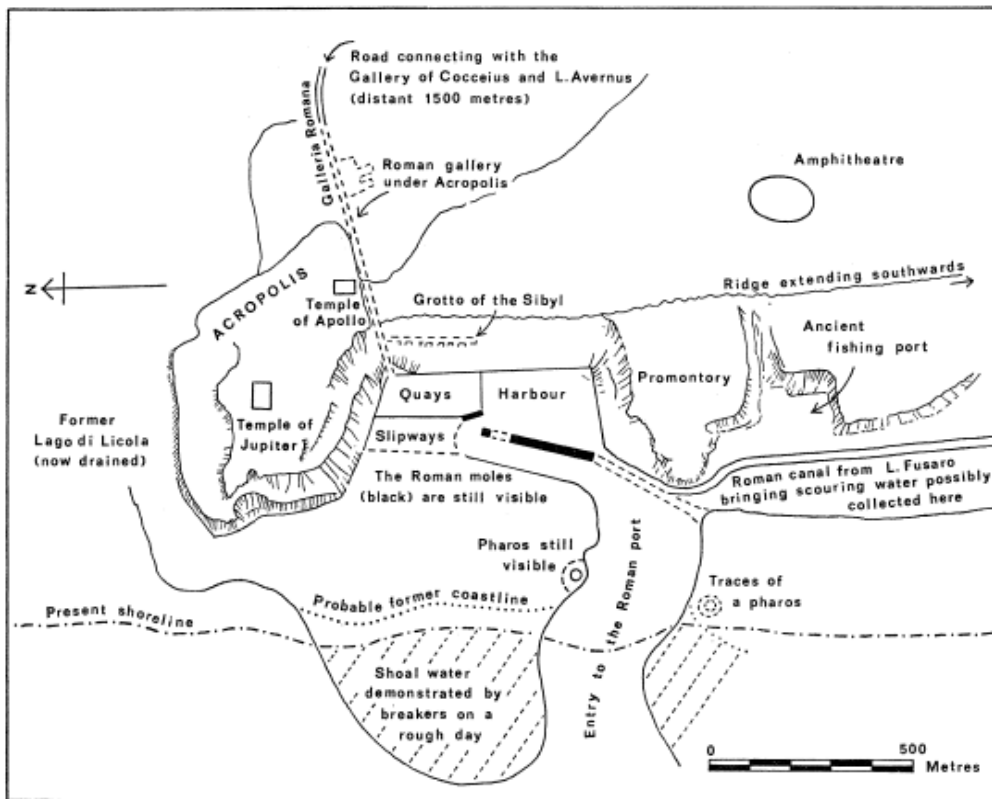 Road connecting with the
Gallery of Cocceius and L. Avernus
(distant 1500 metres)
Galleria Romana
Roman gallery
under Acropolis
Amphitheatre
N
ACROPOLIS
Temple
of Apollo
Grotto of the Sibyl
Ridge extending southwards
Ancient
fishing port
Promontory
Quays
Harbour
Temple of
Jupiter
Slipways
Former
Lago di Licola
(now drained)
The Roman moles
(black) are still visible
Roman canal from L. Fusaro
bringing scouring water possibly
collected here
Pharos still
visible
Entry to the Roman port
Traces of
a pharos
Probable former coastline
Present shoreline
Shoal water
demonstrated by
breakers on a
rough day
0 500
Metres